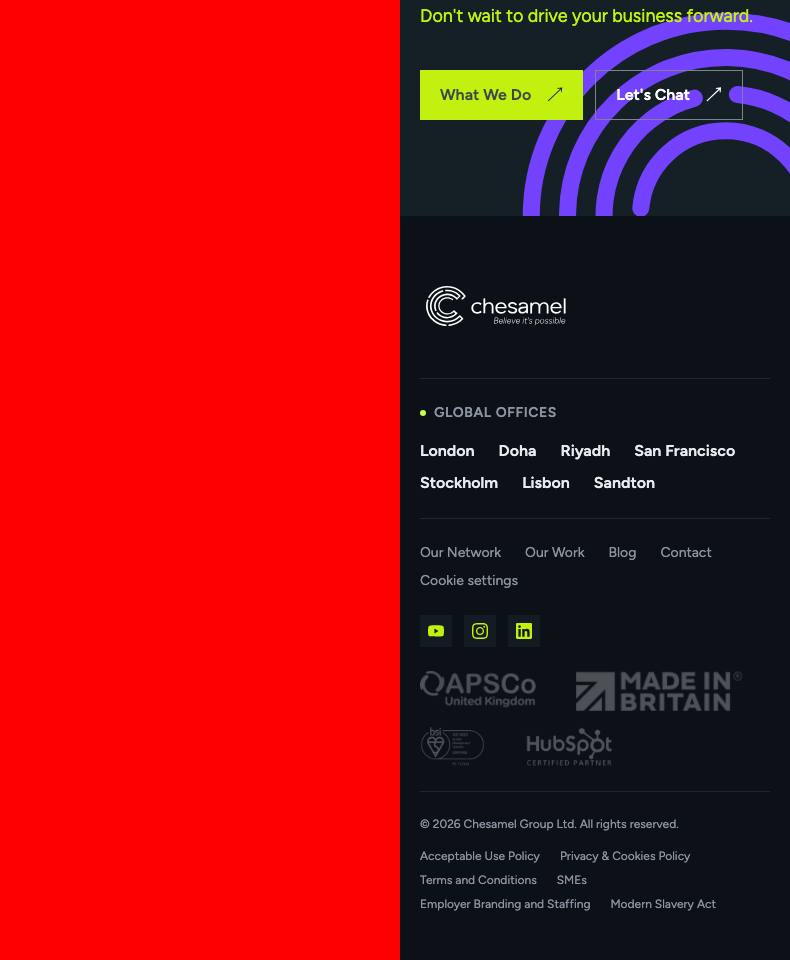 Don't wait to drive your business forward.
What We Do
Let's Chat
chesamel
Believe it's possible
GLOBAL OFFICES
London Doha Riyadh San Francisco
Stockholm Lisbon Sandton
Our Network Our Work Blog Contact
Cookie settings
APSCo
United Kingdom
MADE IN
BRITAIN®
bsi
HubSpot
CERTIFIED PARTNER
© 2026 Chesamel Group Ltd. All rights reserved.
Acceptable Use Policy Privacy & Cookies Policy
Terms and Conditions SMEs
Employer Branding and Staffing Modern Slavery Act